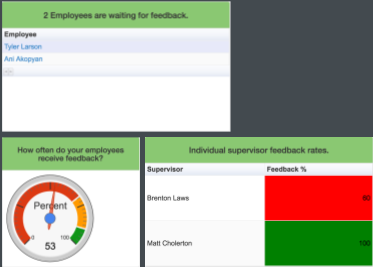 2 Employees are waiting for feedback.
Employee
Tyler Larson
Ani Akopyan
How often do your employees
receive feedback?
Percent
0
100
53
Individual supervisor feedback rates.
Supervisor
Feedback %
Brenton Laws
Matt Cholerton
100